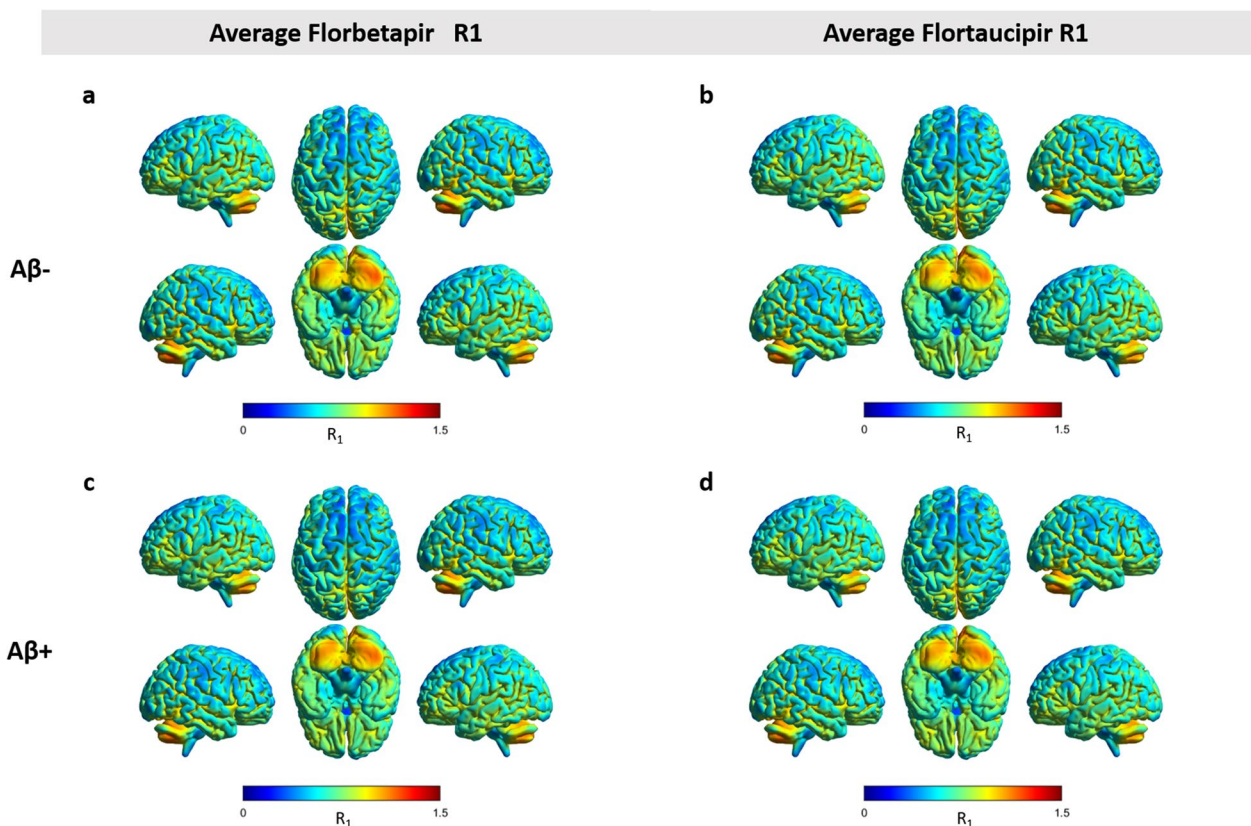 Average Florbetapir R1
Average Flortaucipir R1
a
b
Aβ-
0
1.5
R₁
0
1.5
R₁
c
d
Aβ+
0
1.5
R₁
0
1.5
R₁